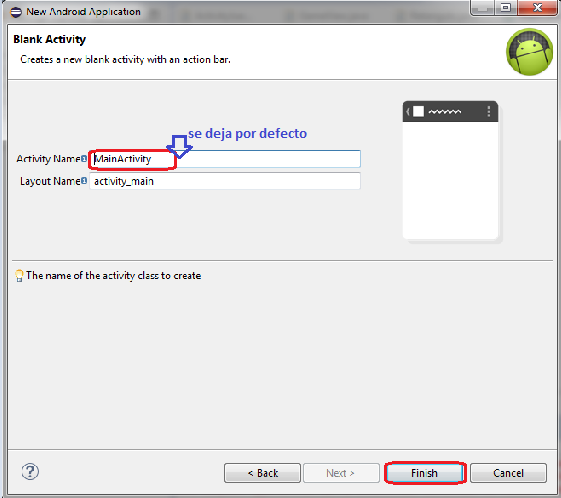 New Android Application
Blank Activity
Creates a new blank activity with an action bar.
se deja por defecto
Activity Name MainActivity
Layout Name activity_main
The name of the activity class to create
< Back Next > Finish Cancel